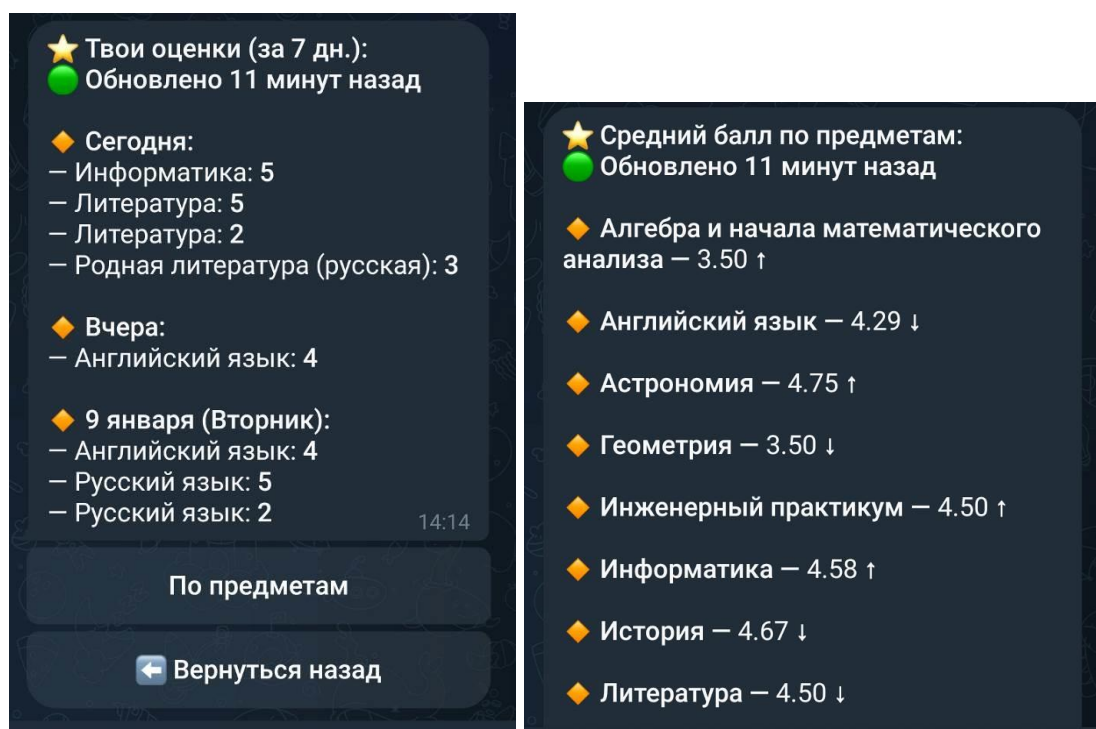 ⭐ Твои оценки (за 7 дн.):
🟢 Обновлено 11 минут назад
🔸 Сегодня:
— Информатика: 5
— Литература: 5
— Литература: 2
— Родная литература (русская): 3
🔸 Вчера:
— Английский язык: 4
🔸 9 января (Вторник):
— Английский язык: 4
— Русский язык: 5
— Русский язык: 2
14:14
По предметам
⬅️ Вернуться назад
⭐ Средний балл по предметам:
🟢 Обновлено 11 минут назад
🔸 Алгебра и начала математического
анализа — 3.50 ↑
🔸 Английский язык — 4.29 ↓
🔸 Астрономия — 4.75 ↑
🔸 Геометрия — 3.50 ↓
🔸 Инженерный практикум — 4.50 ↑
🔸 Информатика — 4.58 ↑
🔸 История — 4.67 ↓
🔸 Литература — 4.50 ↓